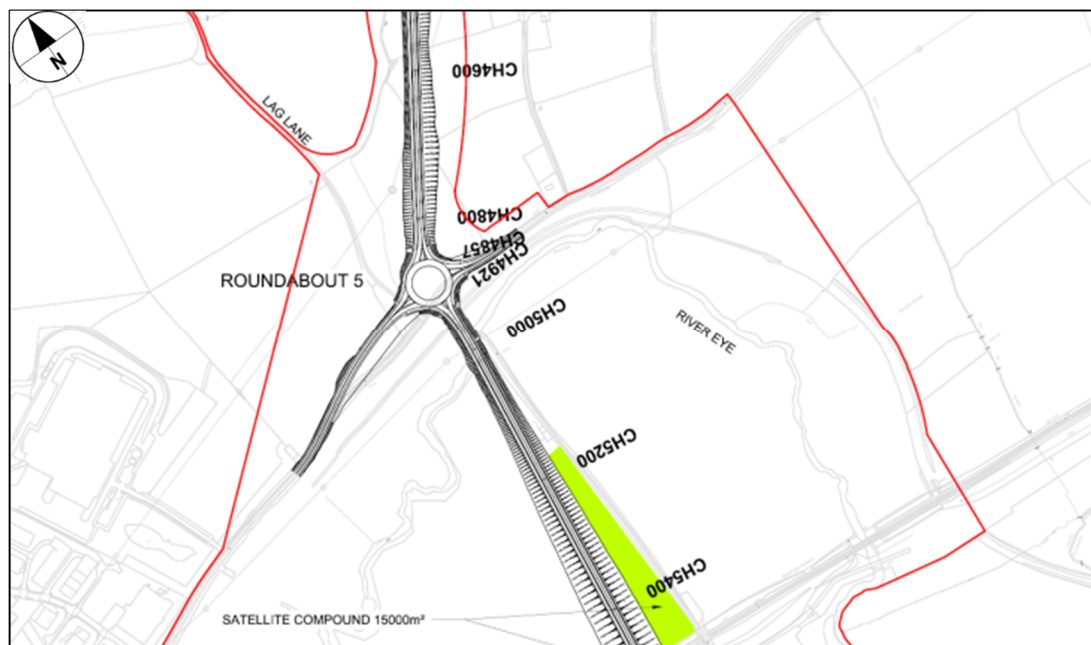 N
CH4600
LAG LANE
CH4800
CH4857
CH4921
ROUNDABOUT 5
CH5000
RIVER EYE
CH5200
CH5400
SATELLITE COMPOUND 15000m²